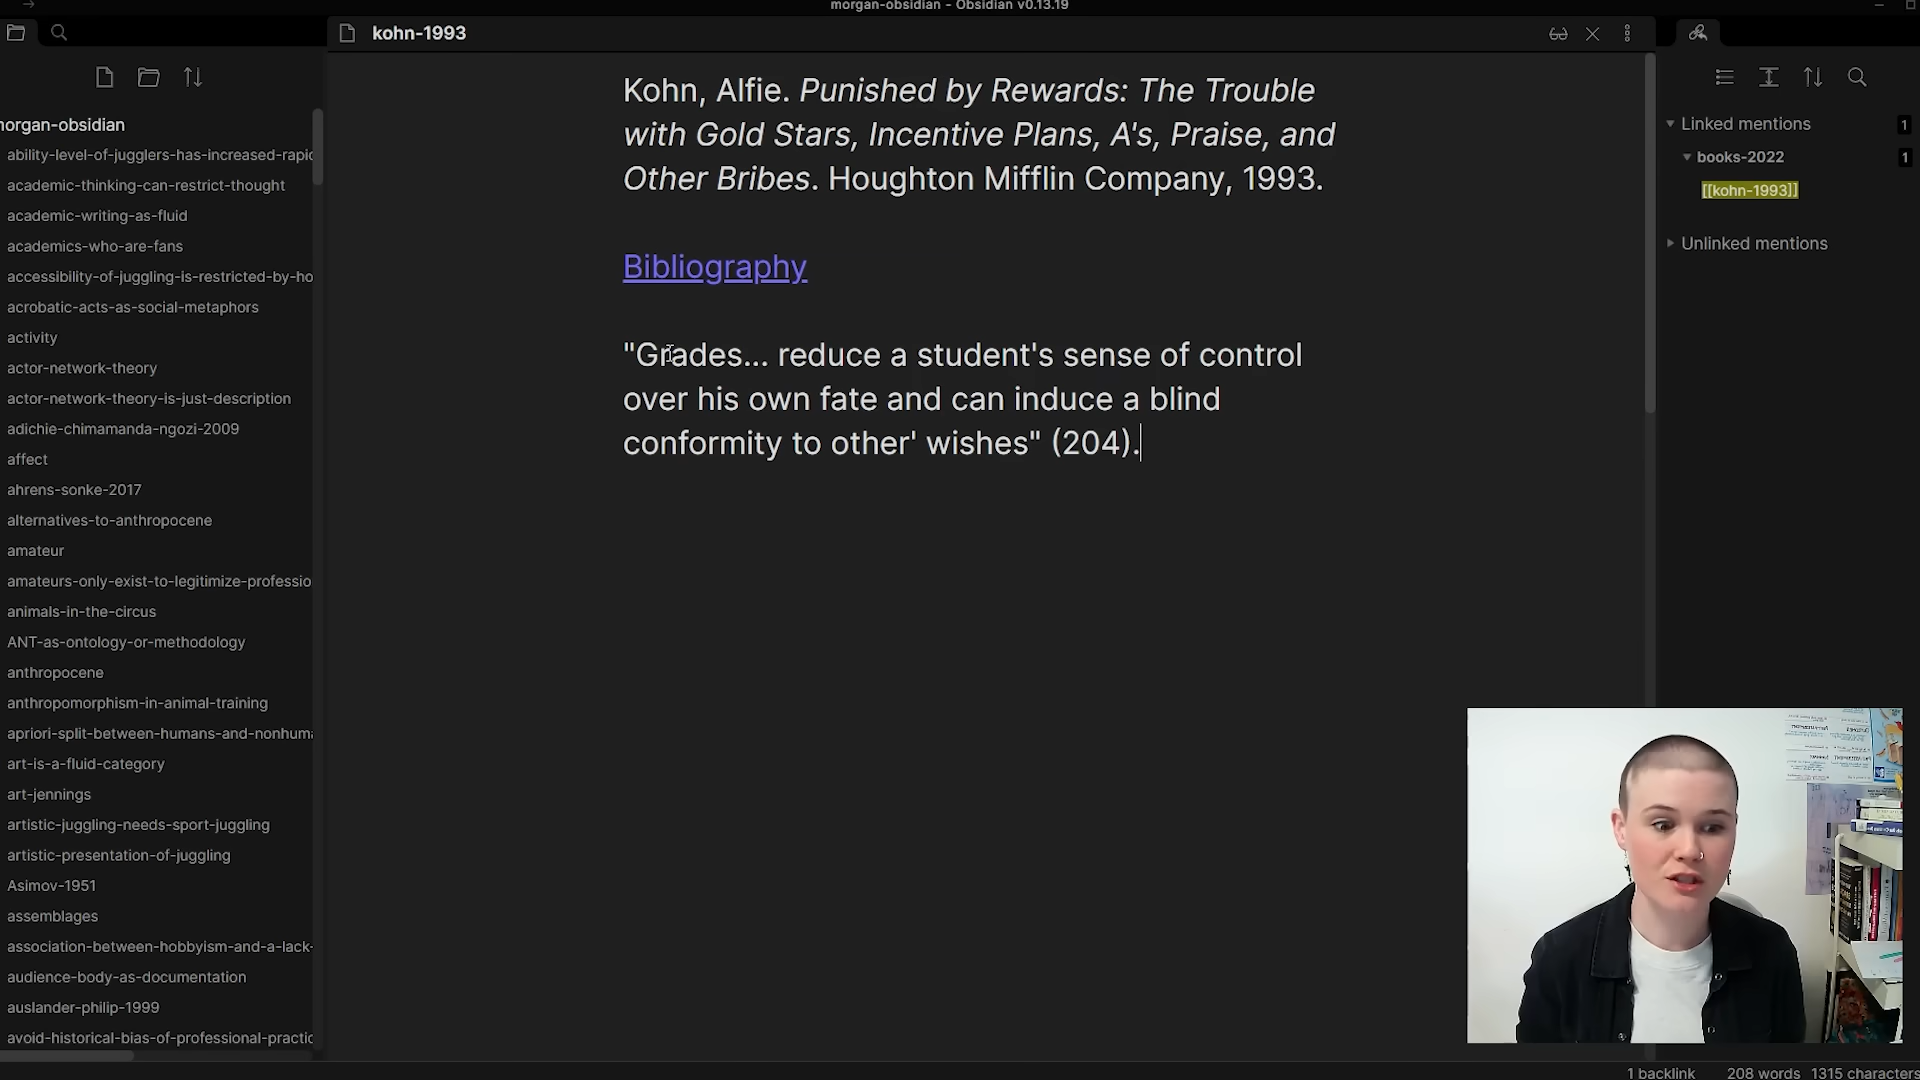 morgan-obsidian - Obsidian v0.13.19
kohn-1993
morgan-obsidian
ability-level-of-jugglers-has-increased-rapid
academic-thinking-can-restrict-thought
academic-writing-as-fluid
academics-who-are-fans
accessibility-of-juggling-is-restricted-by-ho
acrobatic-acts-as-social-metaphors
activity
actor-network-theory
actor-network-theory-is-just-description
adichie-chimamanda-ngozi-2009
affect
ahrens-sonke-2017
alternatives-to-anthropocene
amateur
amateurs-only-exist-to-legitimize-professio
animals-in-the-circus
ANT-as-ontology-or-methodology
anthropocene
anthropomorphism-in-animal-training
apriori-split-between-humans-and-nonhuma
art-is-a-fluid-category
art-jennings
artistic-juggling-needs-sport-juggling
artistic-presentation-of-juggling
Asimov-1951
assemblages
association-between-hobbyism-and-a-lack-
audience-body-as-documentation
auslander-philip-1999
avoid-historical-bias-of-professional-practic
Kohn, Alfie. Punished by Rewards: The Trouble
with Gold Stars, Incentive Plans, A's, Praise, and
Other Bribes. Houghton Mifflin Company, 1993.
Bibliography
"Grades... reduce a student's sense of control
over his own fate and can induce a blind
conformity to other' wishes" (204).
Linked mentions 1
books-2022 1
[[kohn-1993]]
Unlinked mentions
1 backlink 208 words 1315 characters